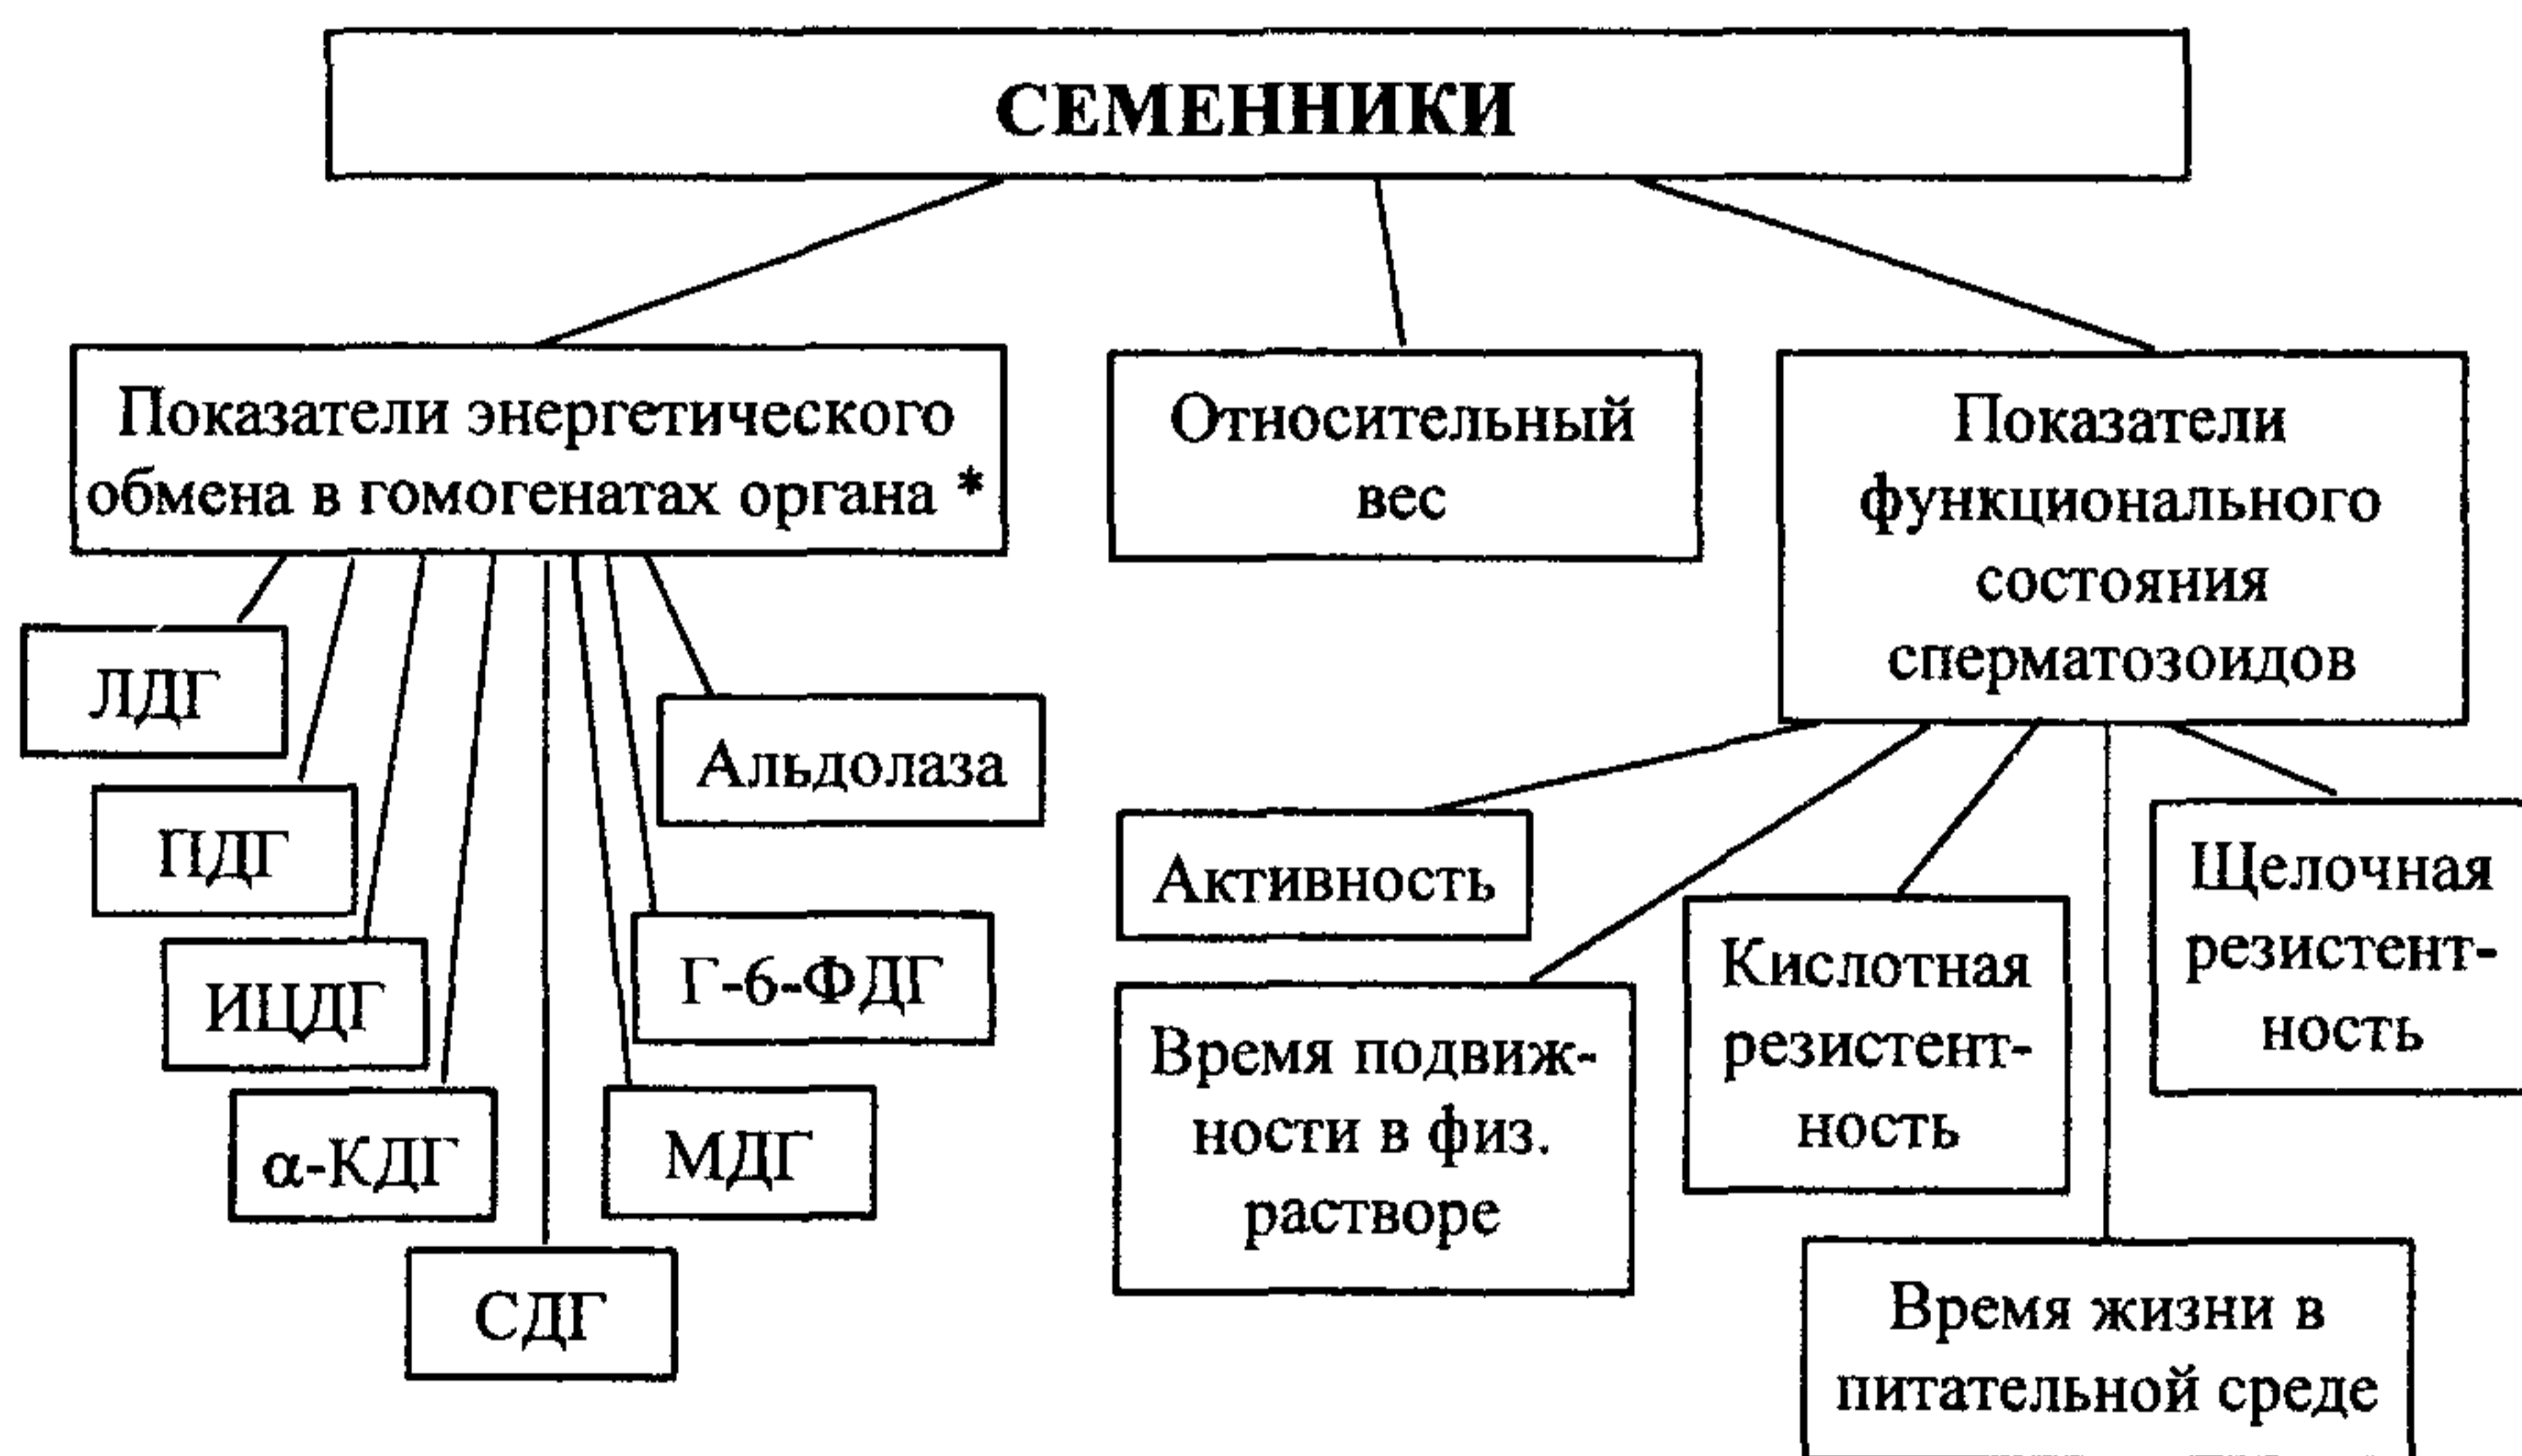 СЕМЕННИКИ
Показатели энергетического
обмена в гомогенатах органа *
Относительный
вес
Показатели
функционального
состояния
сперматозоидов
ЛДГ
ПДГ
ИЦДГ
α-КДГ
СДГ
МДГ
Г-6-ФДГ
Альдолаза
Активность
Время подвиж-
ности в физ.
растворе
Кислотная
резистент-
ность
Время жизни в
питательной среде
Щелочная
резистент-
ность